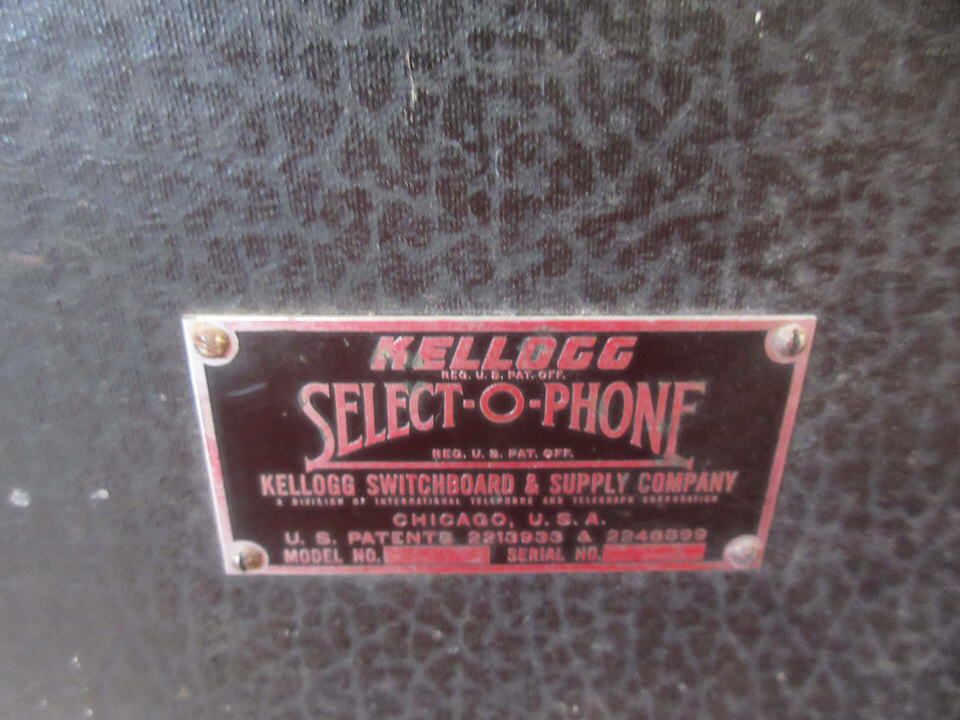 KELLOGG
REG. U. S. PAT. OFF.
SELECT-O-PHONE
REG. U. S. PAT. OFF.
KELLOGG SWITCHBOARD & SUPPLY COMPANY
A DIVISION OF INTERNATIONAL TELEPHONE AND TELEGRAPH CORPORATION
CHICAGO, U. S. A.
U. S. PATENTS 2213933 & 2246899
MODEL NO. SERIAL NO.